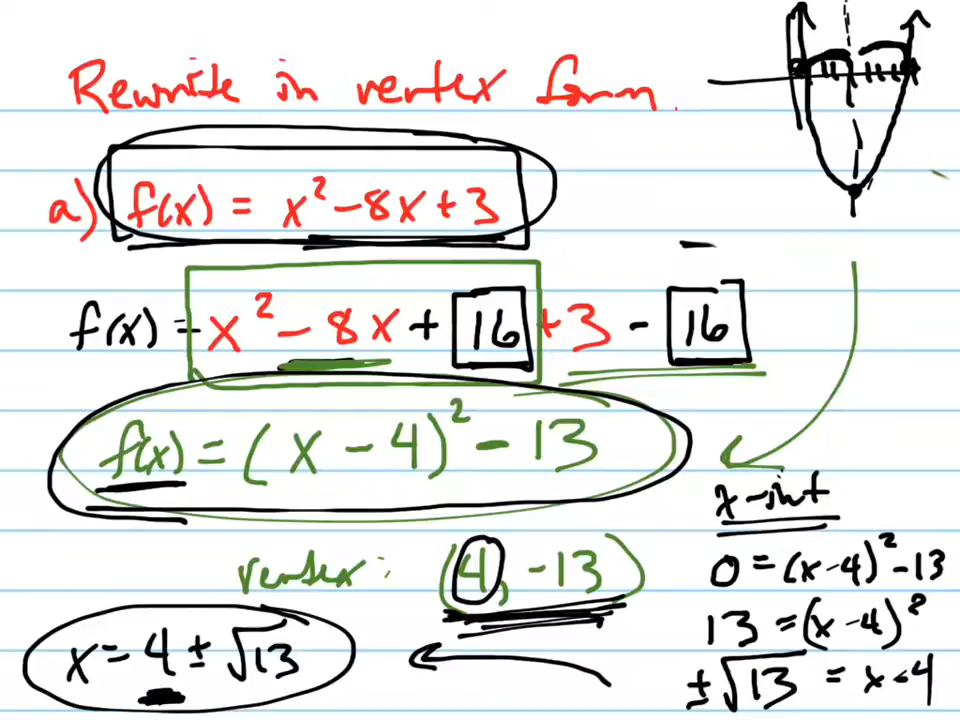 Rewrite in vertex form.
a) f(x) = x² - 8x + 3
f(x) = x² - 8x + 16 + 3 - 16
f(x) = (x - 4)² - 13
vertex: (4, -13)
x = 4 ± √13
x-int
0 = (x-4)² - 13
13 = (x-4)²
±√13 = x-4